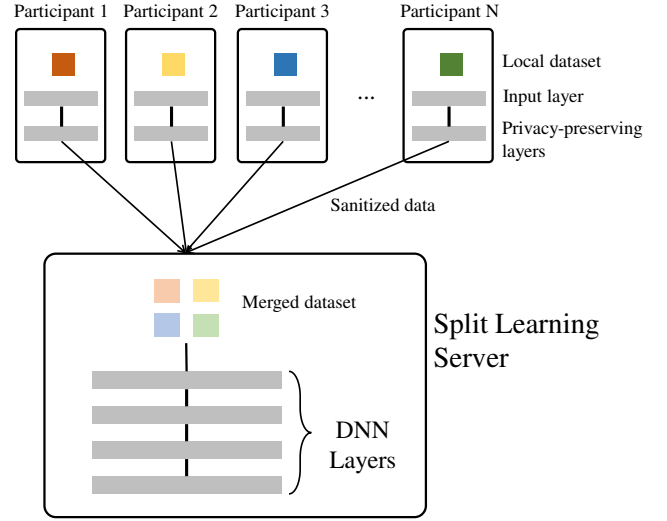 Participant 1
Participant 2
Participant 3
Participant N
Local dataset
Input layer
...
Privacy-preserving
layers
Sanitized data
Merged dataset
Split Learning
Server
DNN
Layers